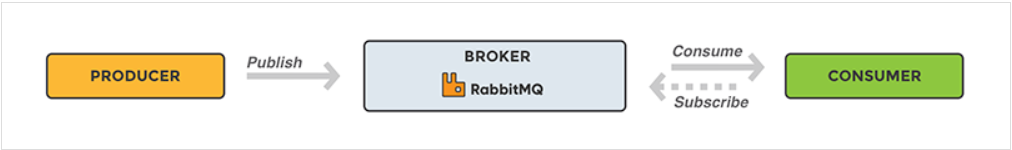 PRODUCER
Publish
BROKER
RabbitMQ
Consume
Subscribe
CONSUMER